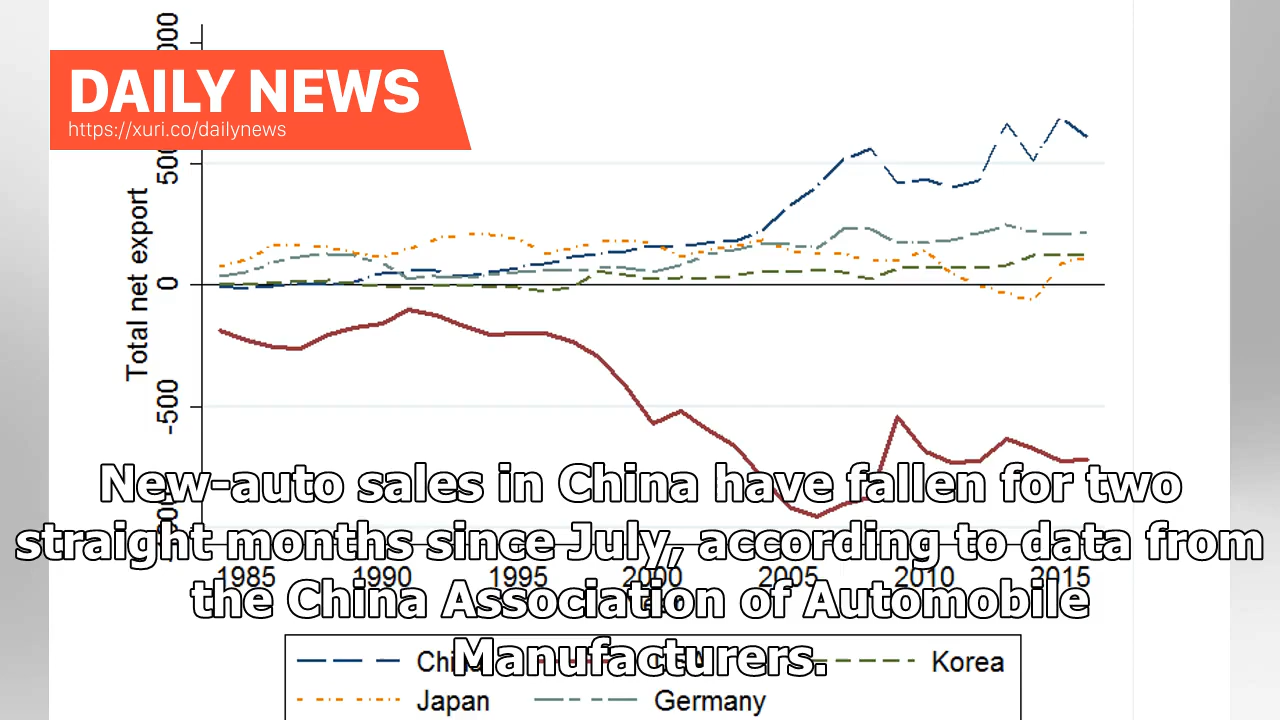 DAILY NEWS
https://xuri.co/dailynews
Total net export
0
-500
New-auto sales in China have fallen for two
straight months since July, according to data from
the China Association of Automobile
Manufacturers.
1985 1990 1995 2000 2005 2010 2015
Korea
Japan Germany